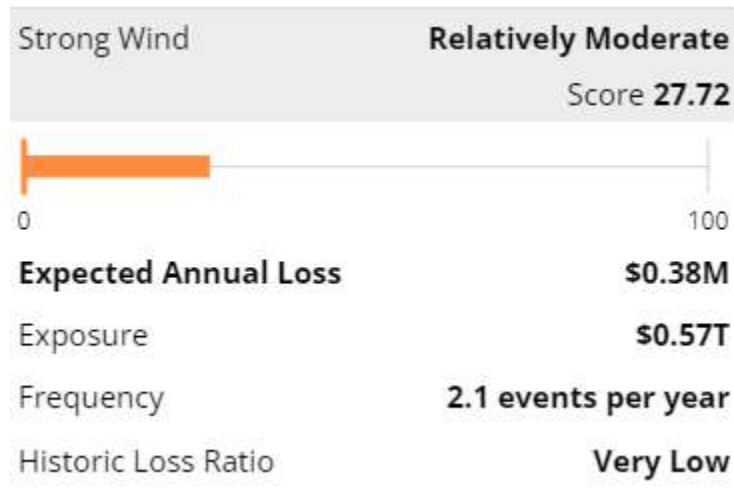 Strong Wind Relatively Moderate
Score 27.72
0 100
Expected Annual Loss $0.38M
Exposure $0.57T
Frequency 2.1 events per year
Historic Loss Ratio Very Low